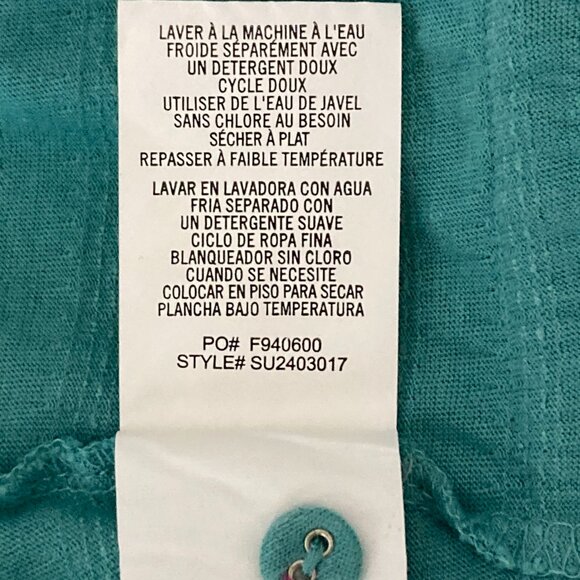 LAVER À LA MACHINE À L'EAU
FROIDE SÉPARÉMENT AVEC
UN DETERGENT DOUX
CYCLE DOUX
UTILISER DE L'EAU DE JAVEL
SANS CHLORE AU BESOIN
SÉCHER À PLAT
REPASSER À FAIBLE TEMPÉRATURE
LAVAR EN LAVADORA CON AGUA
FRIA SEPARADO CON
UN DETERGENTE SUAVE
CICLO DE ROPA FINA
BLANQUEADOR SIN CLORO
CUANDO SE NECESITE
COLOCAR EN PISO PARA SECAR
PLANCHA BAJO TEMPERATURA
PO# F940600
STYLE# SU2403017